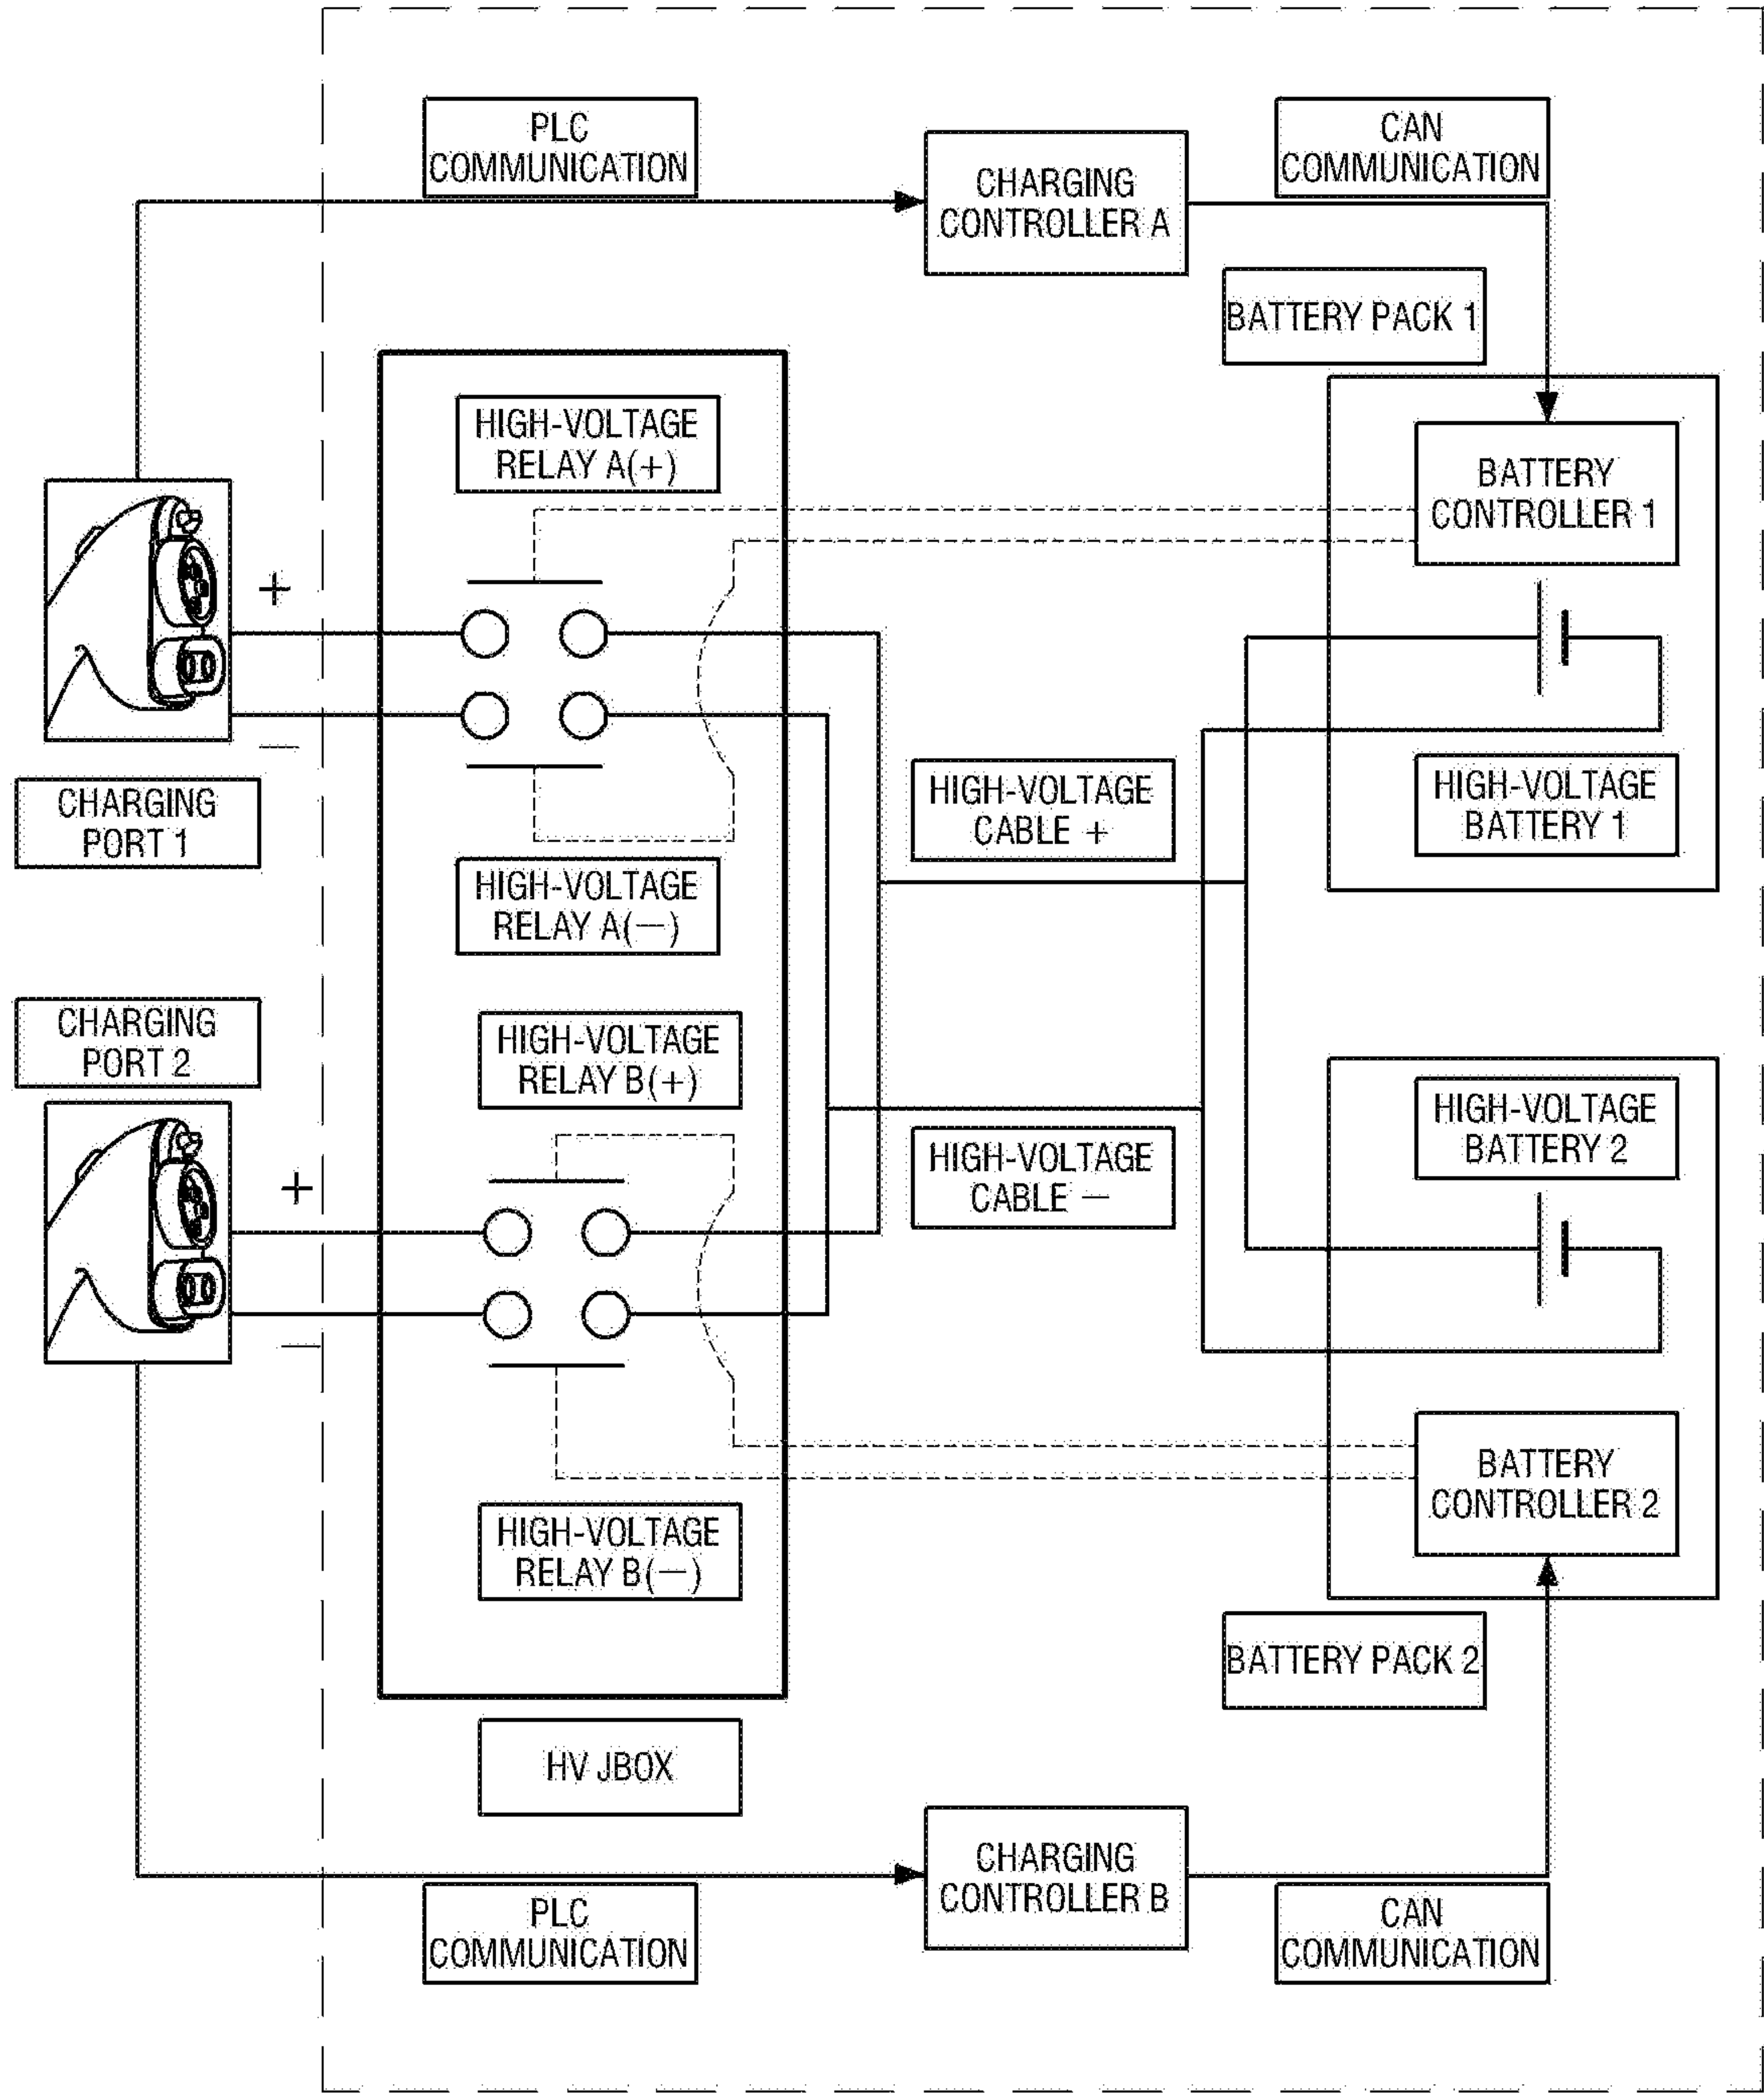 PLC
COMMUNICATION
CHARGING
CONTROLLER A
CAN
COMMUNICATION
BATTERY PACK 1
HIGH-VOLTAGE
RELAY A(+)
BATTERY
CONTROLLER 1
+
−
CHARGING
PORT 1
HIGH-VOLTAGE
CABLE +
HIGH-VOLTAGE
BATTERY 1
HIGH-VOLTAGE
RELAY A(−)
CHARGING
PORT 2
HIGH-VOLTAGE
RELAY B(+)
HIGH-VOLTAGE
CABLE −
HIGH-VOLTAGE
BATTERY 2
+
−
BATTERY
CONTROLLER 2
HIGH-VOLTAGE
RELAY B(−)
BATTERY PACK 2
HV JBOX
CHARGING
CONTROLLER B
PLC
COMMUNICATION
CAN
COMMUNICATION